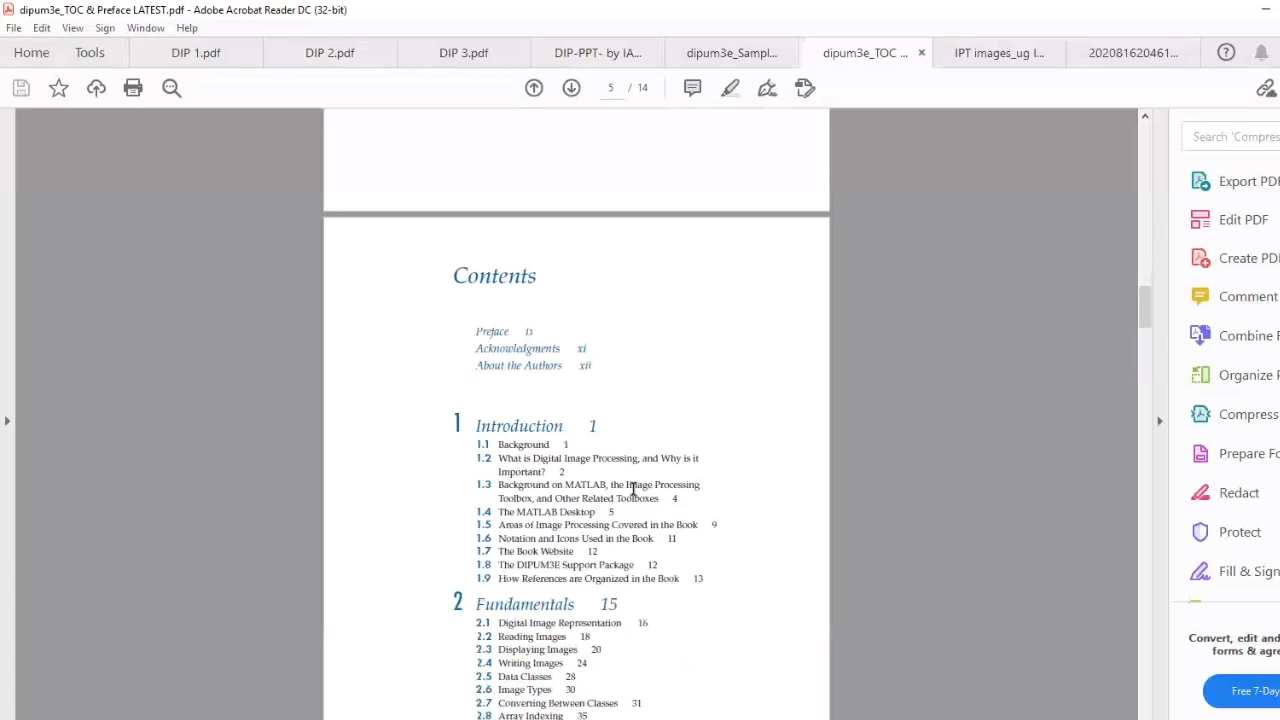 dipum3e_TOC & Preface LATEST.pdf - Adobe Acrobat Reader DC (32-bit)
File Edit View Sign Window Help
Home Tools DIP 1.pdf DIP 2.pdf DIP 3.pdf DIP-PPT- by IA... dipum3e_Sampl... dipum3e_TOC ... × IPT images_ug I... 202081620461...
5 / 14
Contents
Preface ix
Acknowledgments xi
About the Authors xii
1 Introduction 1
1.1 Background 1
1.2 What is Digital Image Processing, and Why is it
Important? 2
1.3 Background on MATLAB, the Image Processing
Toolbox, and Other Related Toolboxes 4
1.4 The MATLAB Desktop 5
1.5 Areas of Image Processing Covered in the Book 9
1.6 Notation and Icons Used in the Book 11
1.7 The Book Website 12
1.8 The DIPUM3E Support Package 12
1.9 How References are Organized in the Book 13
2 Fundamentals 15
2.1 Digital Image Representation 16
2.2 Reading Images 18
2.3 Displaying Images 20
2.4 Writing Images 24
2.5 Data Classes 28
2.6 Image Types 30
2.7 Converting Between Classes 31
2.8 Array Indexing 35
Search 'Compres
Export PDF
Edit PDF
Create PD
Comment
Combine F
Organize P
Compress
Prepare Fo
Redact
Protect
Fill & Sign
Convert, edit and
forms & agre
Free 7-Day